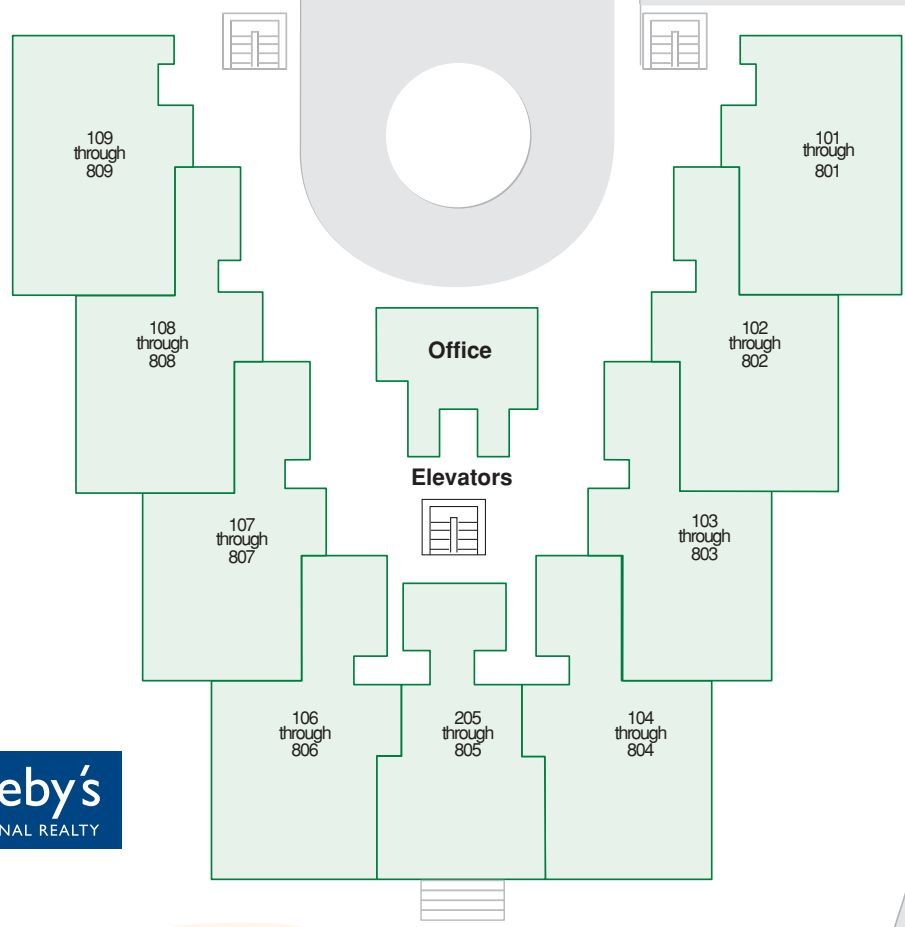 109
through
809
101
through
801
108
through
808
102
through
802
Office
Elevators
107
through
807
103
through
803
106
through
806
205
through
805
104
through
804
eby's
NAL REALTY